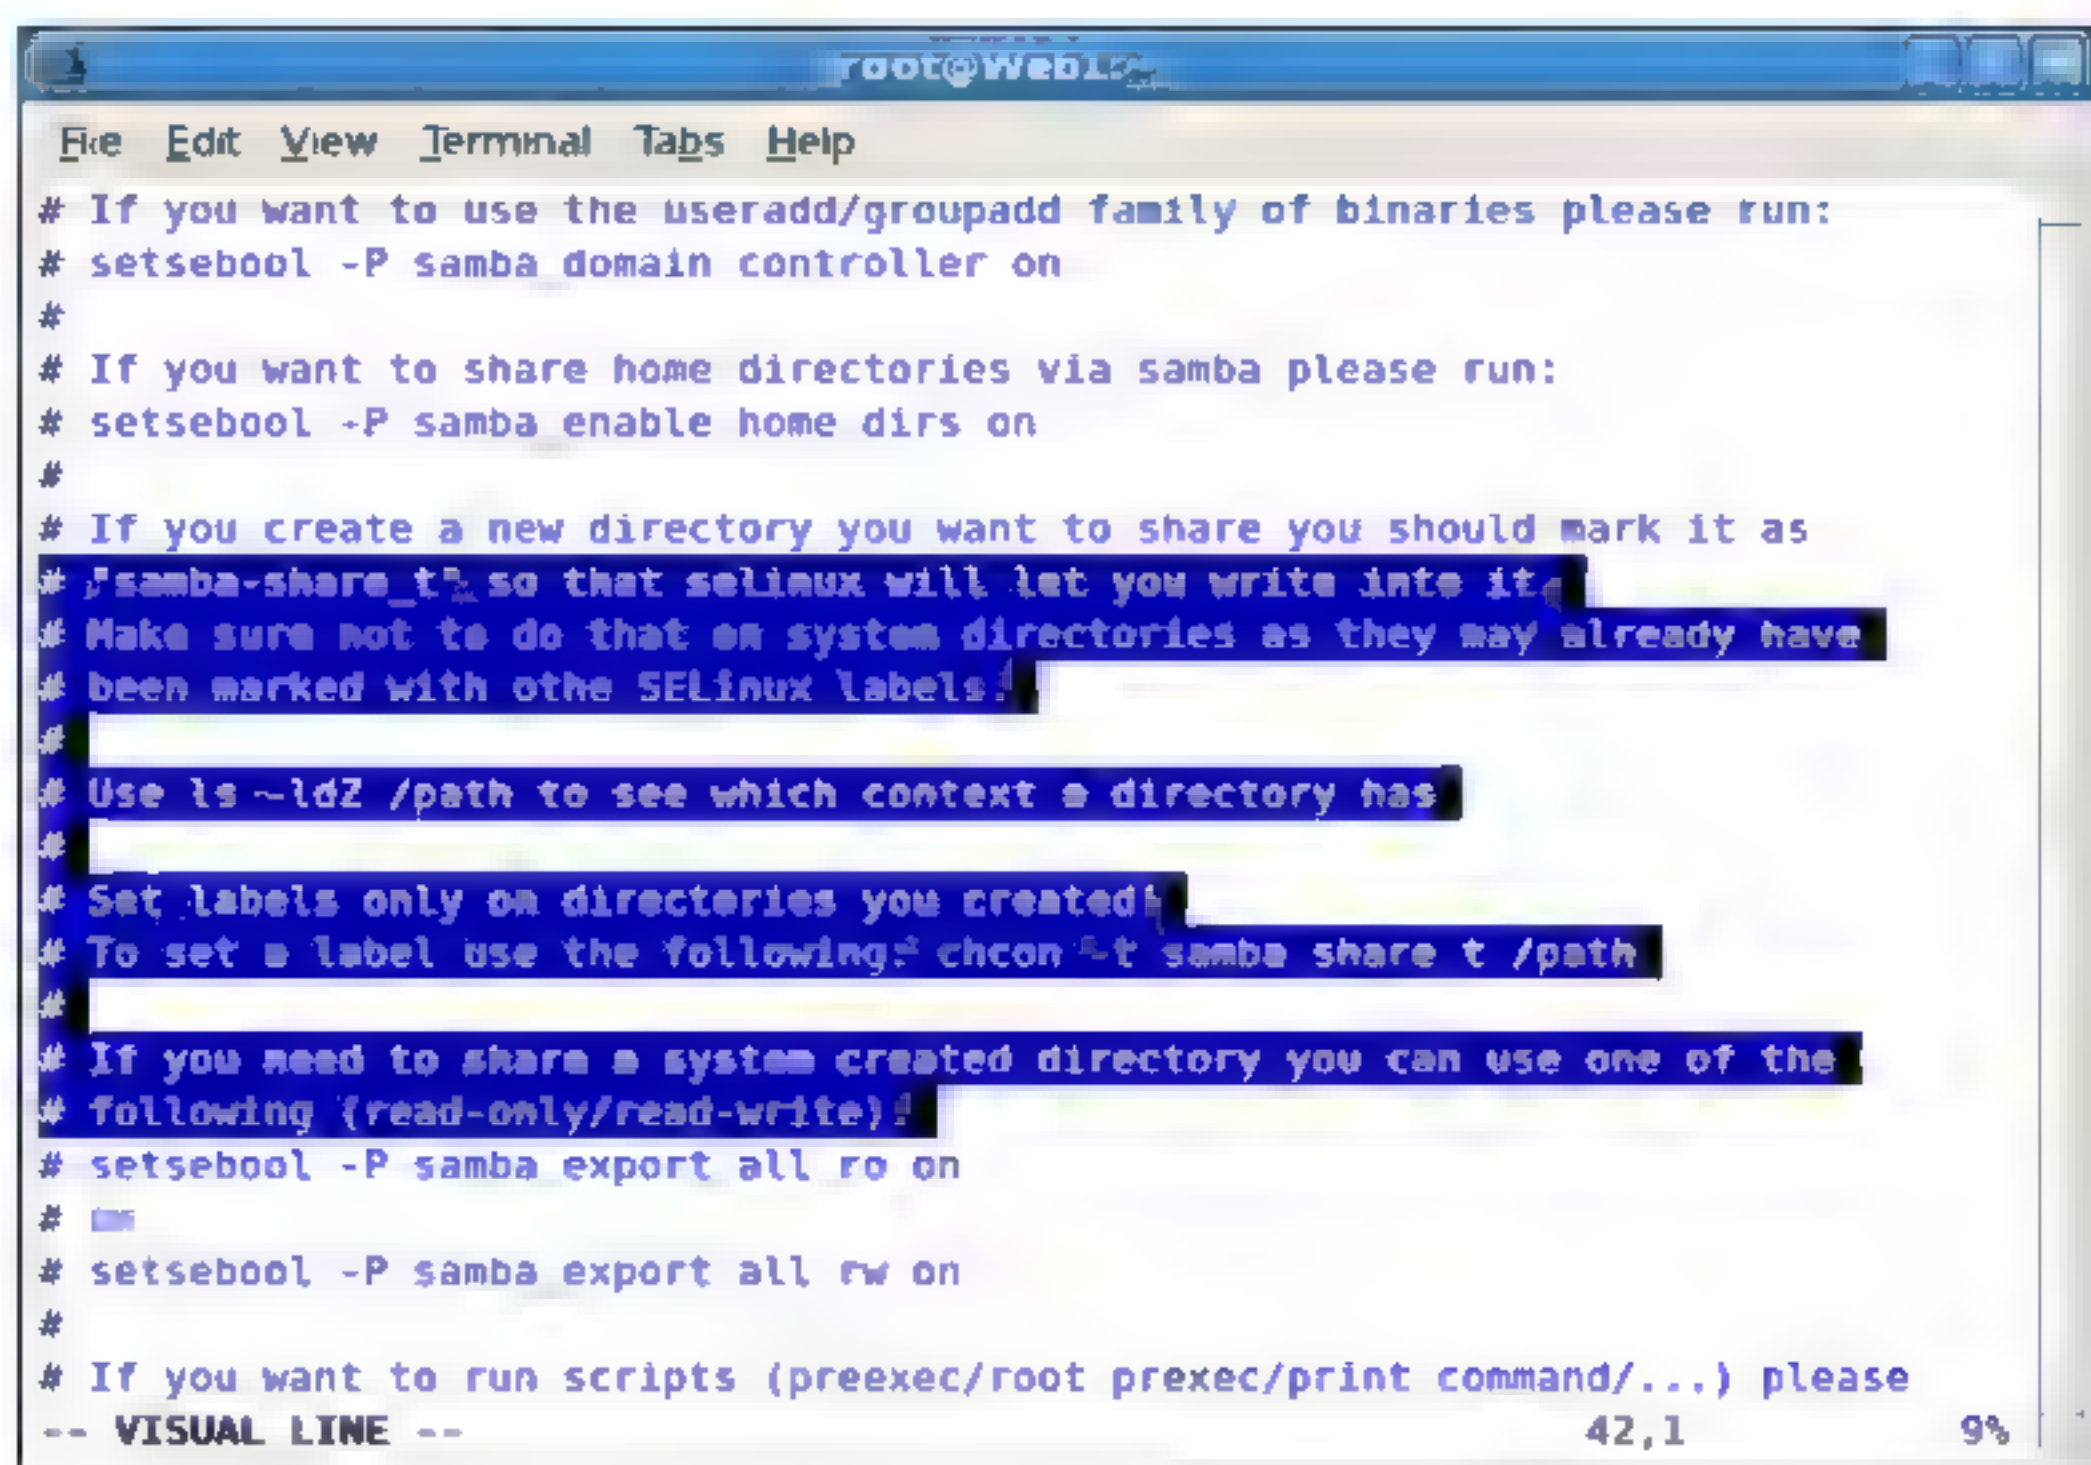 File Edit View Terminal Tabs Help
# If you want to use the useradd/groupadd family of binaries please run:
# setsebool -P samba_domain controller on
#
# If you want to share home directories via samba please run:
# setsebool -P samba_enable home dirs on
#
# If you create a new directory you want to share you should mark it as
# "samba-share_t" so that selinux will let you write into it.
# Make sure not to do that on system directories as they may already have
# been marked with othe SELinux labels.
#
# Use ls -ldZ /path to see which context a directory has
#
# Set labels only on directories you created!
# To set a label use the following: chcon -t samba share t /path
#
# If you need to share a system created directory you can use one of the
# following (read-only/read-write):
# setsebool -P samba export all ro on
#
# setsebool -P samba export all rw on
#
# If you want to run scripts (preexec/root prexec/print command/...) please
-- VISUAL LINE -- 42,1 9%